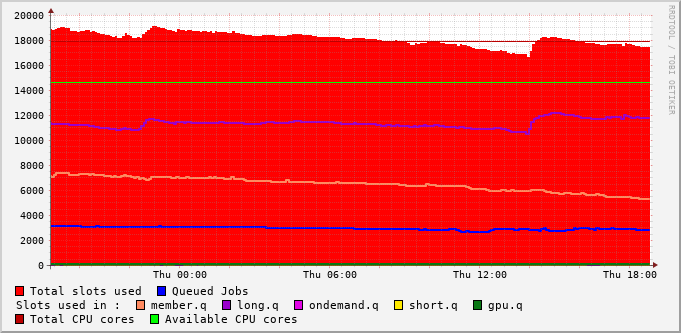 20000
18000
16000
14000
12000
10000
8000
6000
4000
2000
0
Thu 00:00 Thu 06:00 Thu 12:00 Thu 18:00
Total slots used Queued Jobs
Slots used in : member.q long.q ondemand.q short.q gpu.q
Total CPU cores Available CPU cores
RRDTOOL / TOBI OETIKER